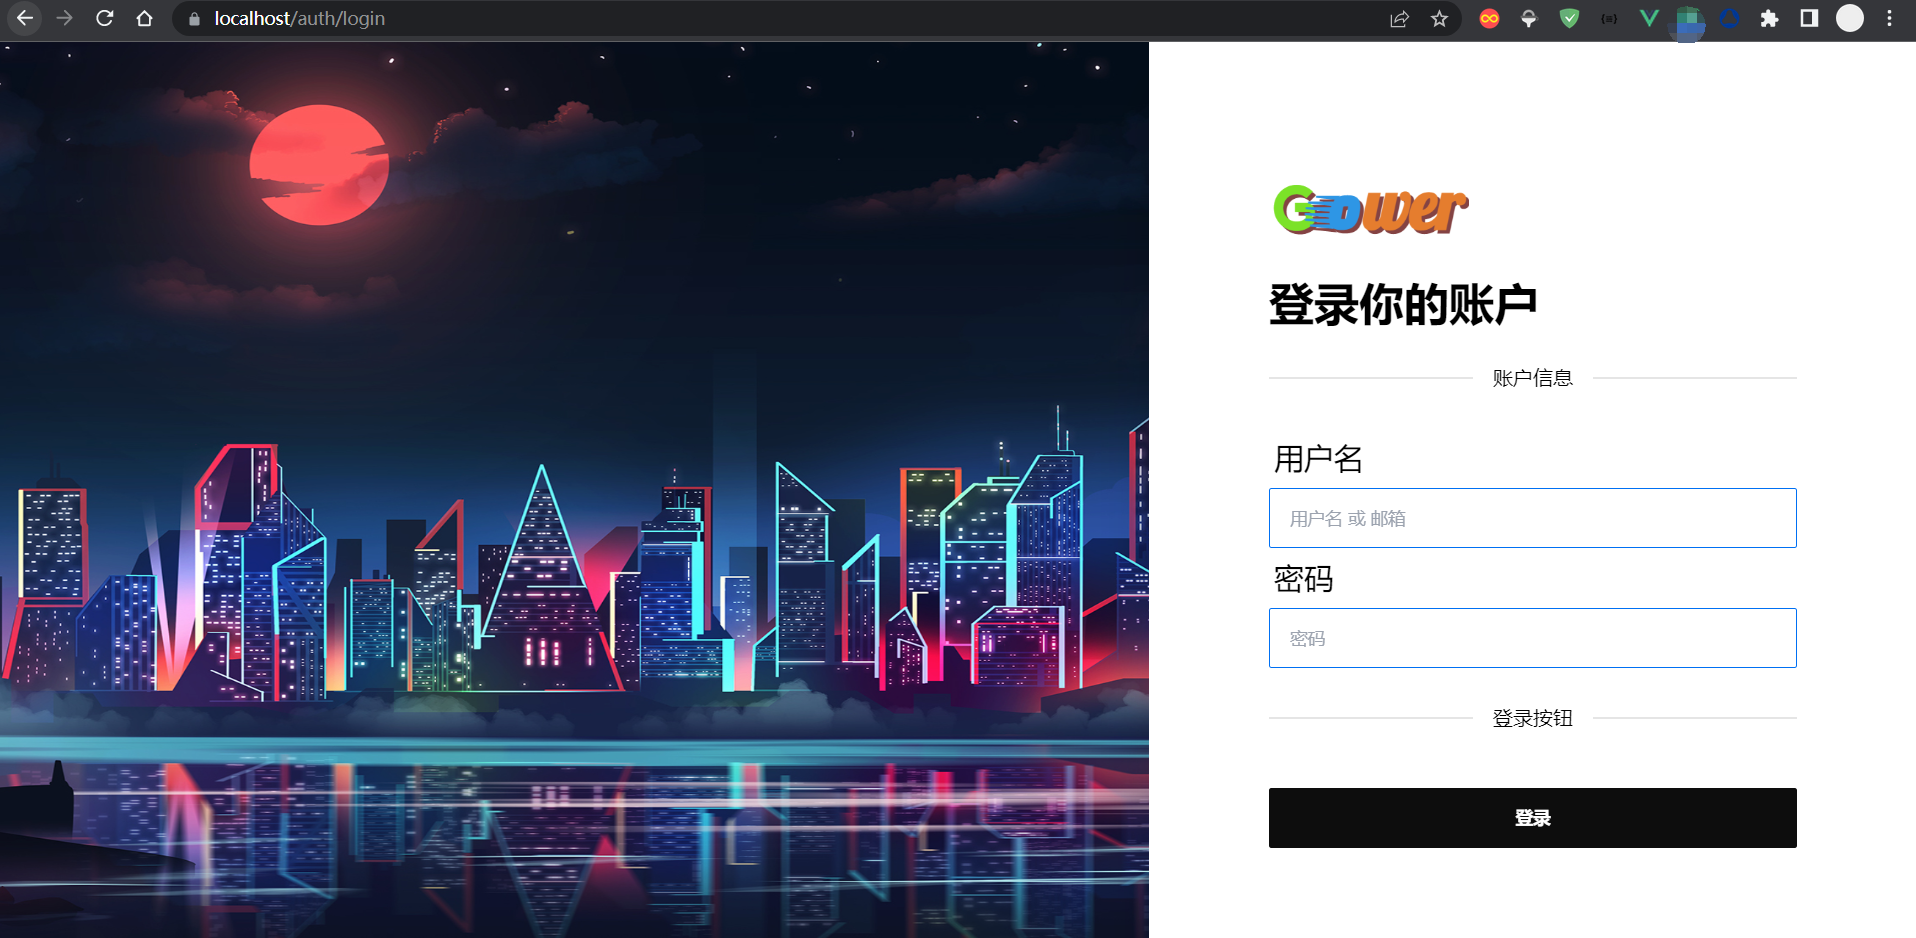 localhost/auth/login
Gower
登录你的账户
账户信息
用户名
用户名 或 邮箱
密码
密码
登录按钮
登录